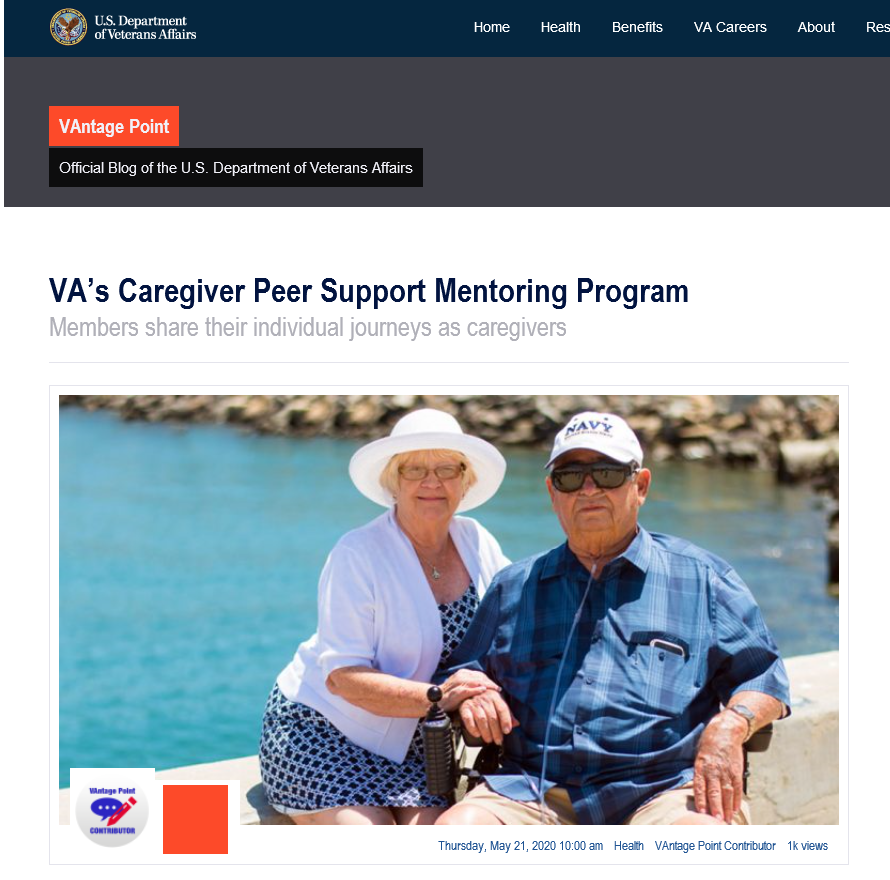 U.S. Department
of Veterans Affairs
Home Health Benefits VA Careers About Res
VAntage Point
Official Blog of the U.S. Department of Veterans Affairs
VA's Caregiver Peer Support Mentoring Program
Members share their individual journeys as caregivers
NAVY
VAntage Point
CONTRIBUTOR
Thursday, May 21, 2020 10:00 am Health VAntage Point Contributor 1k views